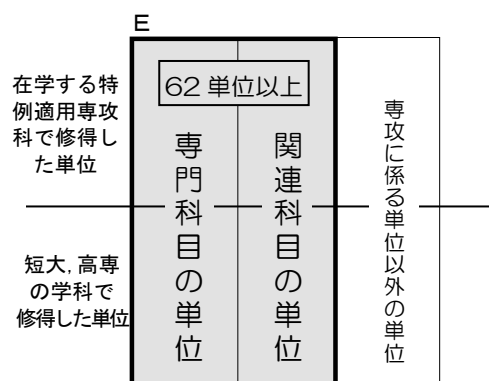 E
在学する特
例適用専攻
科で修得し
た単位
62単位以上
専門科目の単位
関連科目の単位
専攻に係る単位以外の単位
短大,高専
の学科で
修得した単位